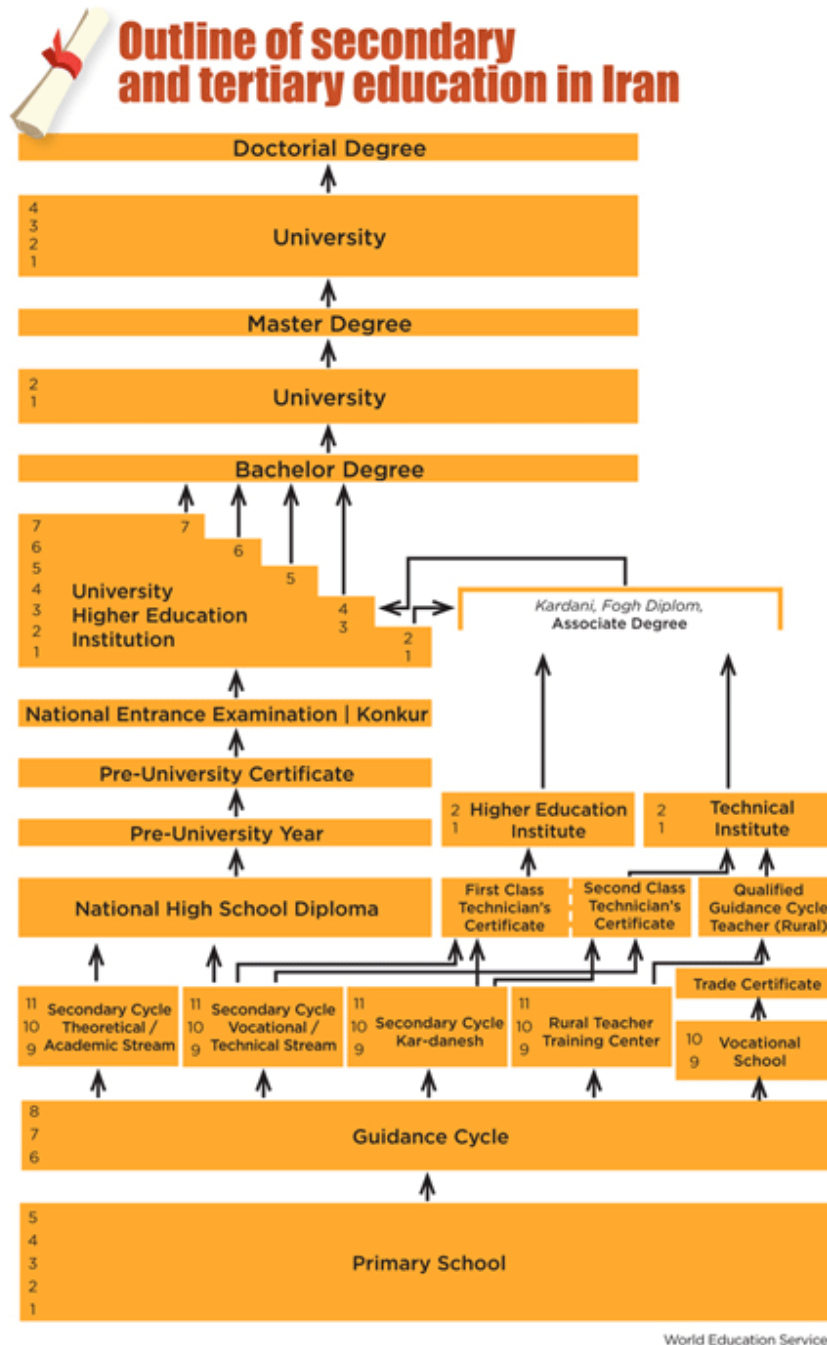 Outline of secondary
and tertiary education in Iran
Doctorial Degree
4
3
2
1
University
Master Degree
2
1
University
Bachelor Degree
7
6
5
4
3
2
1
University
Higher Education
Institution
7
6
5
4
3
2
1
Kardani, Fogh Diplom,
Associate Degree
National Entrance Examination | Konkur
Pre-University Certificate
Pre-University Year
2
1
Higher Education
Institute
2
1
Technical
Institute
National High School Diploma
First Class
Technician's
Certificate
Second Class
Technician's
Certificate
Qualified
Guidance Cycle
Teacher (Rural)
11
10
9
Secondary Cycle
Theoretical /
Academic Stream
11
10
9
Secondary Cycle
Vocational /
Technical Stream
11
10
9
Secondary Cycle
Kar-danesh
11
10
9
Rural Teacher
Training Center
Trade Certificate
10
9
Vocational
School
8
7
6
Guidance Cycle
5
4
3
2
1
Primary School
World Education Service